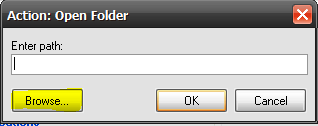 Action: Open Folder
Enter path:
Browse...
OK
Cancel